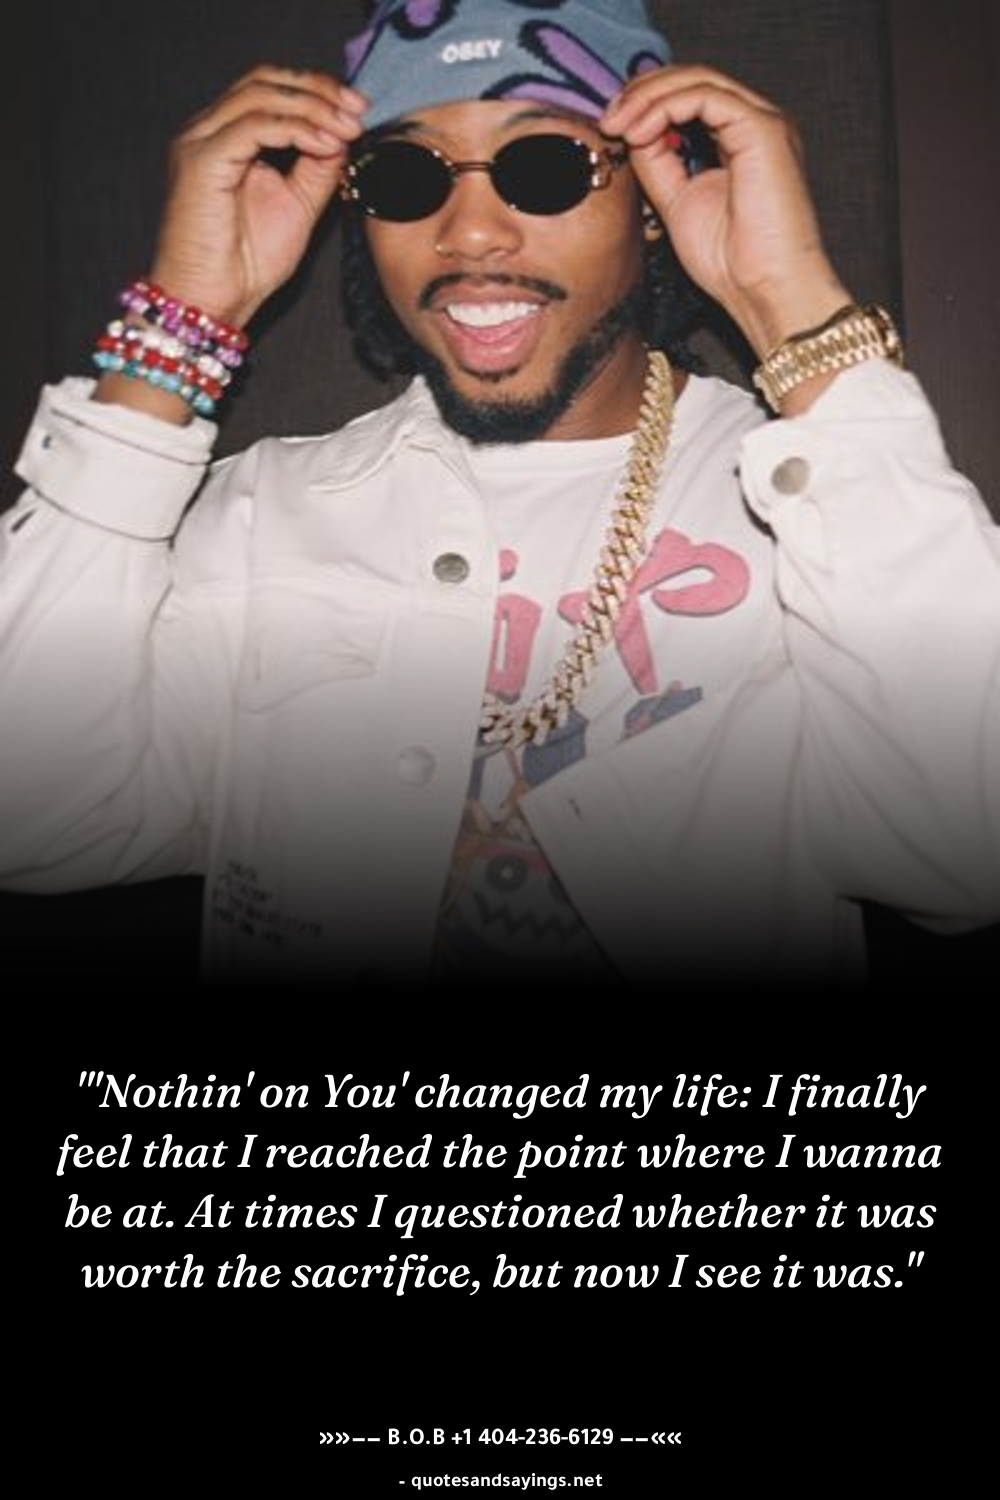 OBEY
"'Nothin' on You' changed my life: I finally
feel that I reached the point where I wanna
be at. At times I questioned whether it was
worth the sacrifice, but now I see it was."
»»−− B.O.B +1 404-236-6129 −−««
- quotesandsayings.net